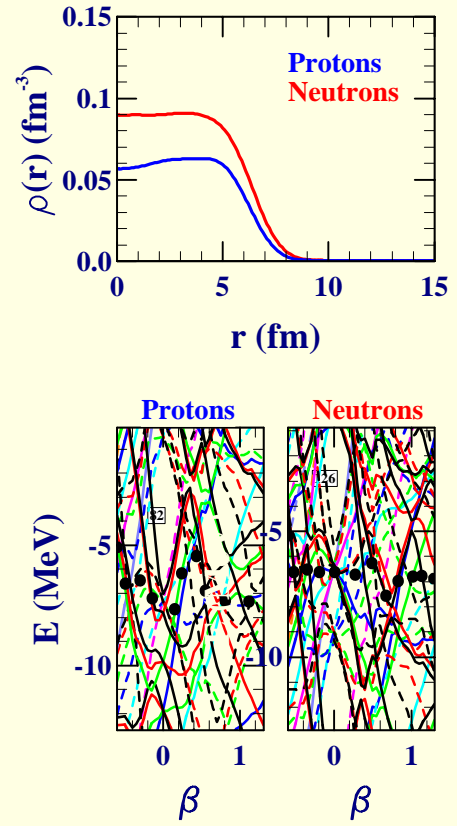 ρ(r) (fm⁻³)
0.15
0.1
0.05
0.0
Protons
Neutrons
0 5 10 15
r (fm)
Protons Neutrons
E (MeV)
-5
-10
82
-5
-10
126
0 1 0 1
β β